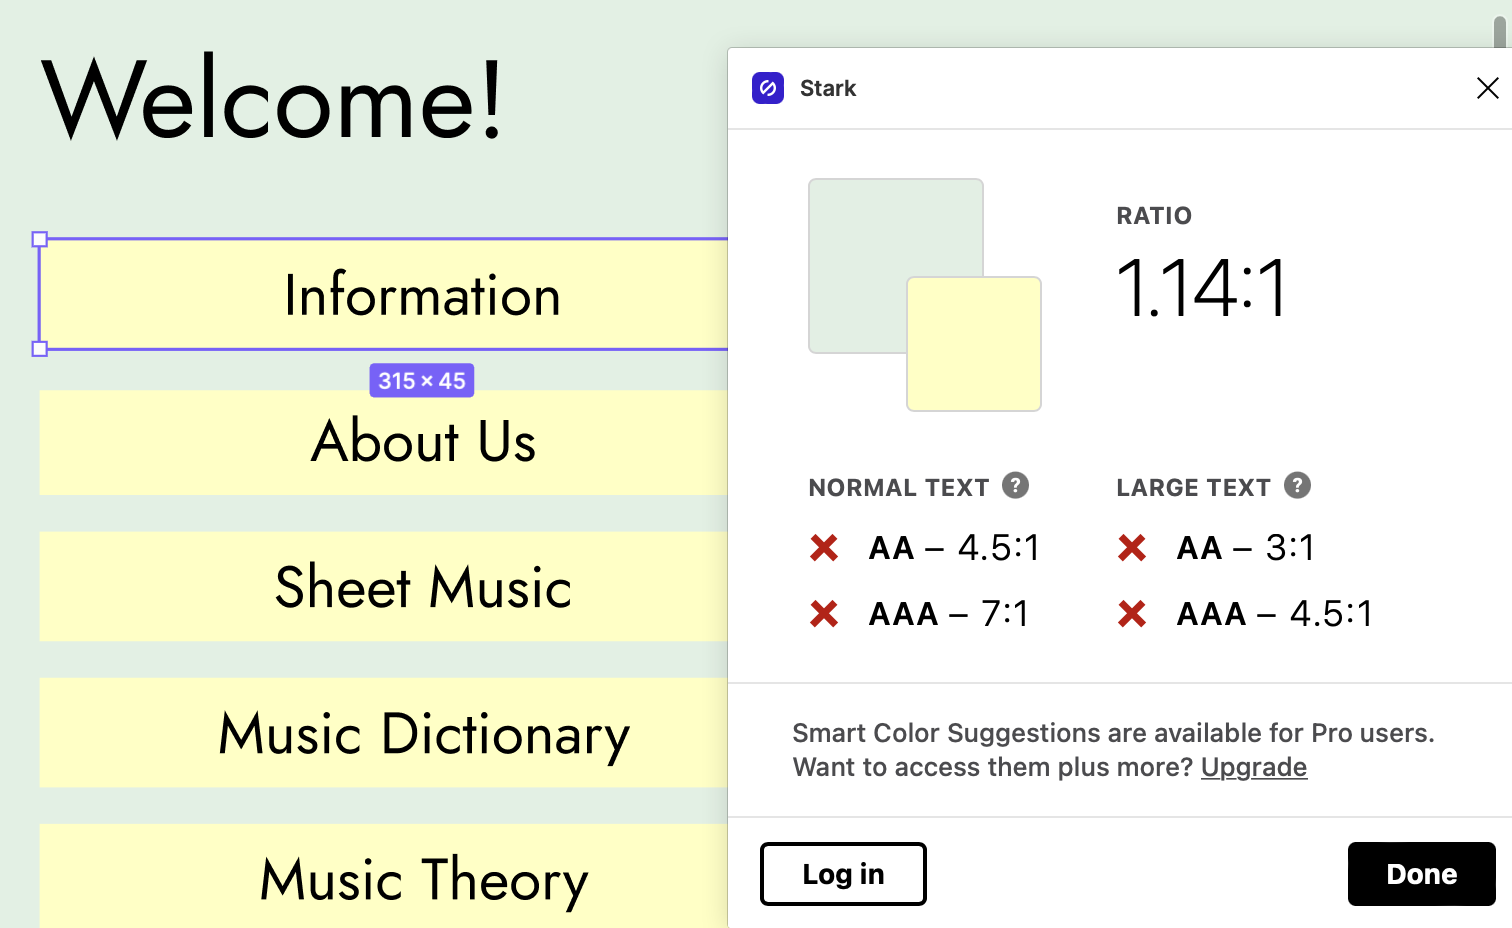 Welcome!
Information
315 × 45
About Us
Sheet Music
Music Dictionary
Music Theory
Stark
RATIO
1.14:1
NORMAL TEXT ?
AA – 4.5:1
AAA – 7:1
LARGE TEXT ?
AA – 3:1
AAA – 4.5:1
Smart Color Suggestions are available for Pro users.
Want to access them plus more? Upgrade
Log in
Done